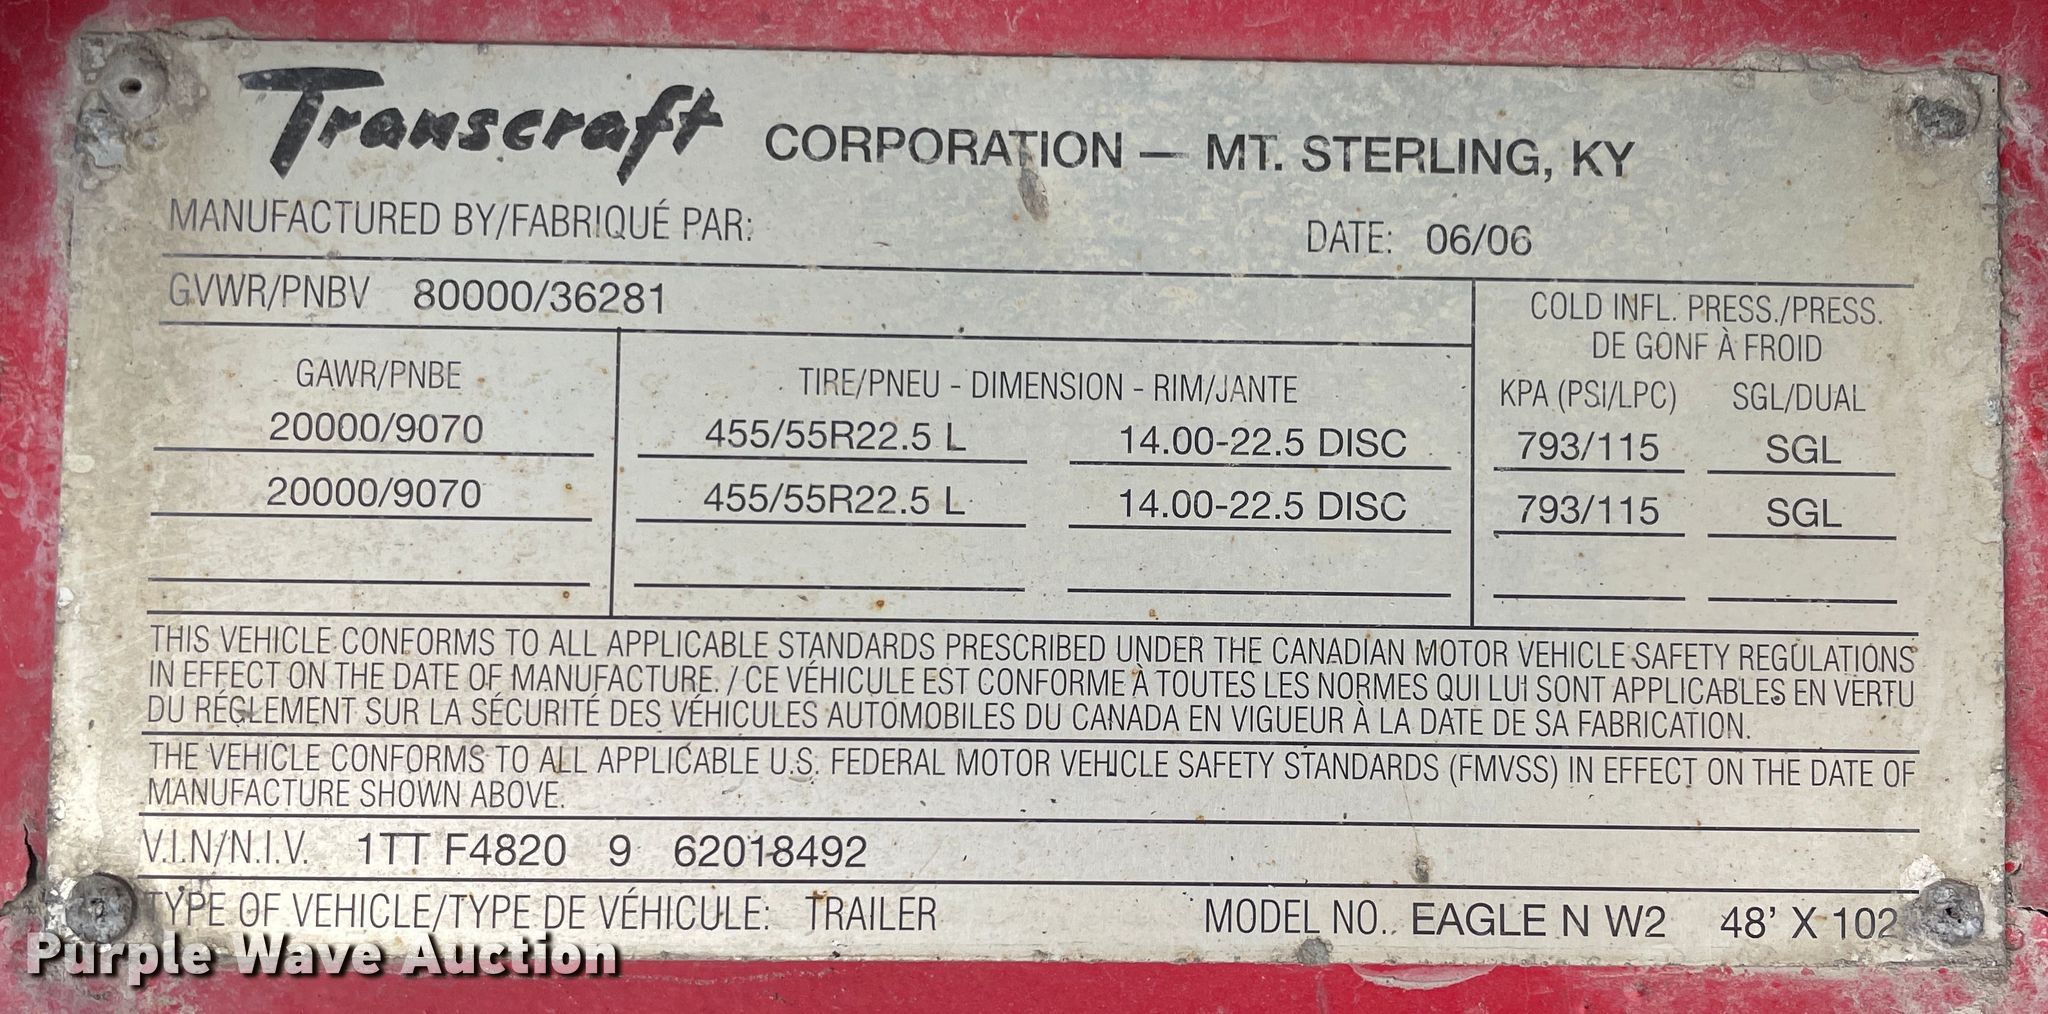 Transcraft CORPORATION — MT. STERLING, KY
MANUFACTURED BY/FABRIQUÉ PAR: DATE: 06/06
GVWR/PNBV 80000/36281
COLD INFL. PRESS./PRESS.
DE GONF À FROID
GAWR/PNBE TIRE/PNEU - DIMENSION - RIM/JANTE KPA (PSI/LPC) SGL/DUAL
20000/9070 455/55R22.5 L 14.00-22.5 DISC 793/115 SGL
20000/9070 455/55R22.5 L 14.00-22.5 DISC 793/115 SGL
THIS VEHICLE CONFORMS TO ALL APPLICABLE STANDARDS PRESCRIBED UNDER THE CANADIAN MOTOR VEHICLE SAFETY REGULATIONS
IN EFFECT ON THE DATE OF MANUFACTURE. / CE VÉHICULE EST CONFORME À TOUTES LES NORMES QUI LUI SONT APPLICABLES EN VERTU
DU RÉGLEMENT SUR LA SÉCURITÉ DES VÉHICULES AUTOMOBILES DU CANADA EN VIGUEUR À LA DATE DE SA FABRICATION.
THE VEHICLE CONFORMS TO ALL APPLICABLE U.S. FEDERAL MOTOR VEHICLE SAFETY STANDARDS (FMVSS) IN EFFECT ON THE DATE OF
MANUFACTURE SHOWN ABOVE.
V.I.N/N.I.V. 1TT F4820 9 62018492
TYPE OF VEHICLE/TYPE DE VÉHICULE: TRAILER MODEL NO.. EAGLE N W2 48' X 102
Purple Wave Auction